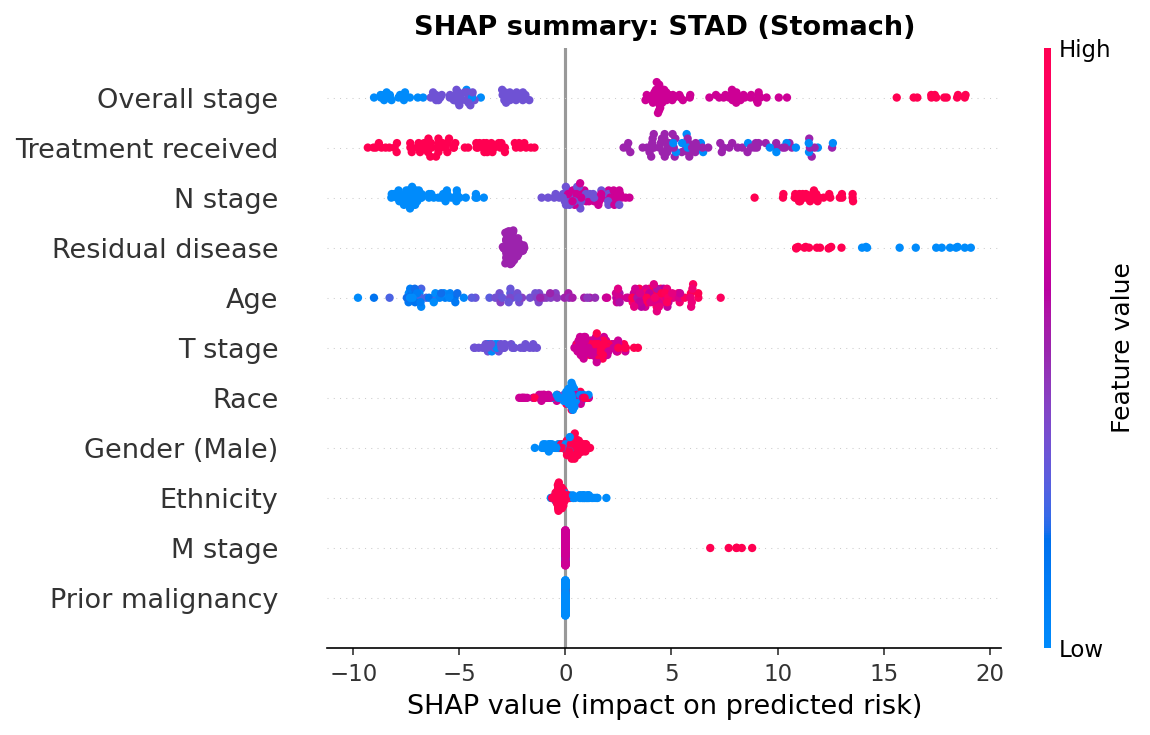 SHAP summary: STAD (Stomach)
High
Overall stage
Treatment received
N stage
Residual disease
Age
T stage
Race
Gender (Male)
Ethnicity
M stage
Prior malignancy
Feature value
Low
−10 −5 0 5 10 15 20
SHAP value (impact on predicted risk)